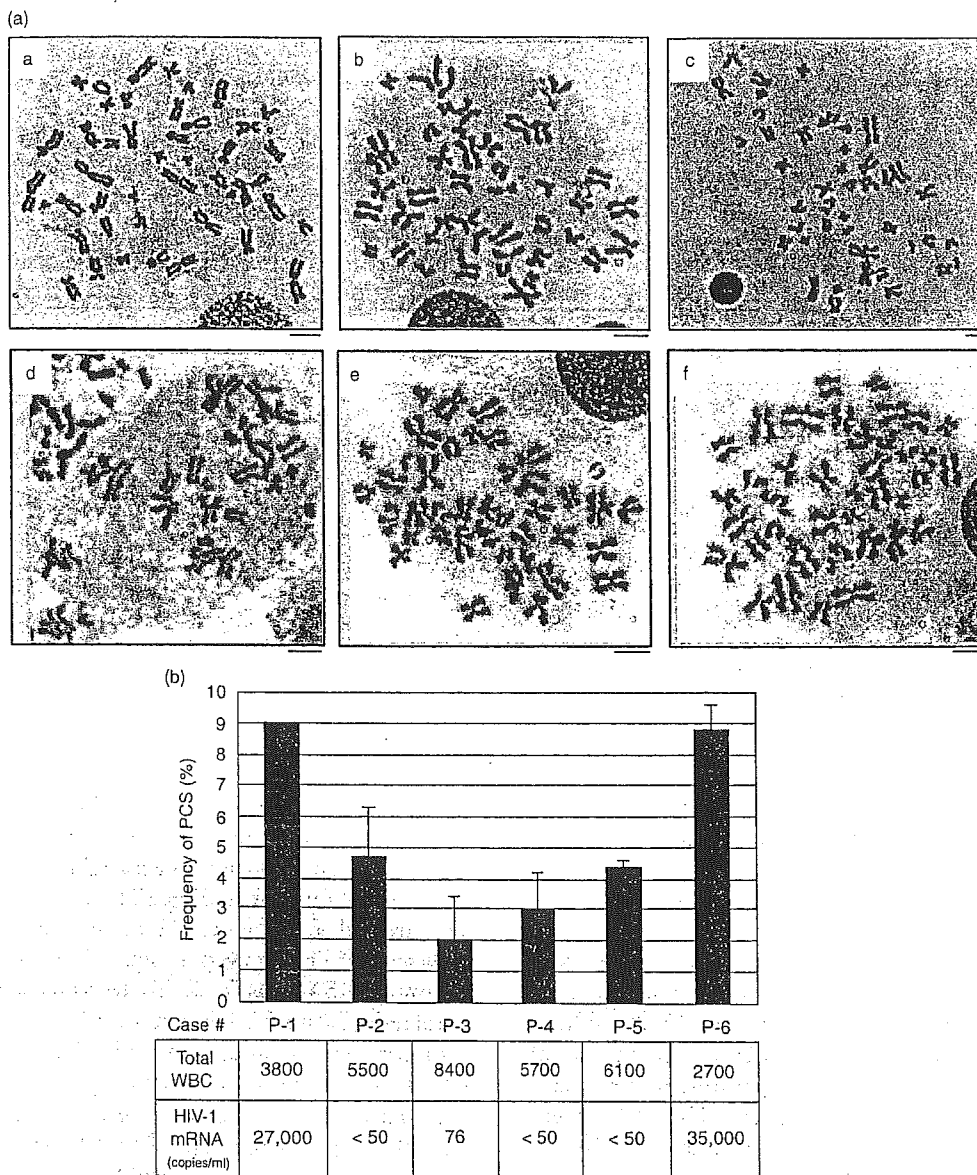 (a)
a
b
c
d
e
f
(b)
Frequency of PCS (%)
10
9
8
7
6
5
4
3
2
1
0
Case # P-1 P-2 P-3 P-4 P-5 P-6
Total WBC 3800 5500 8400 5700 6100 2700
HIV-1 mRNA (copies/ml) 27,000 < 50 76 < 50 < 50 35,000